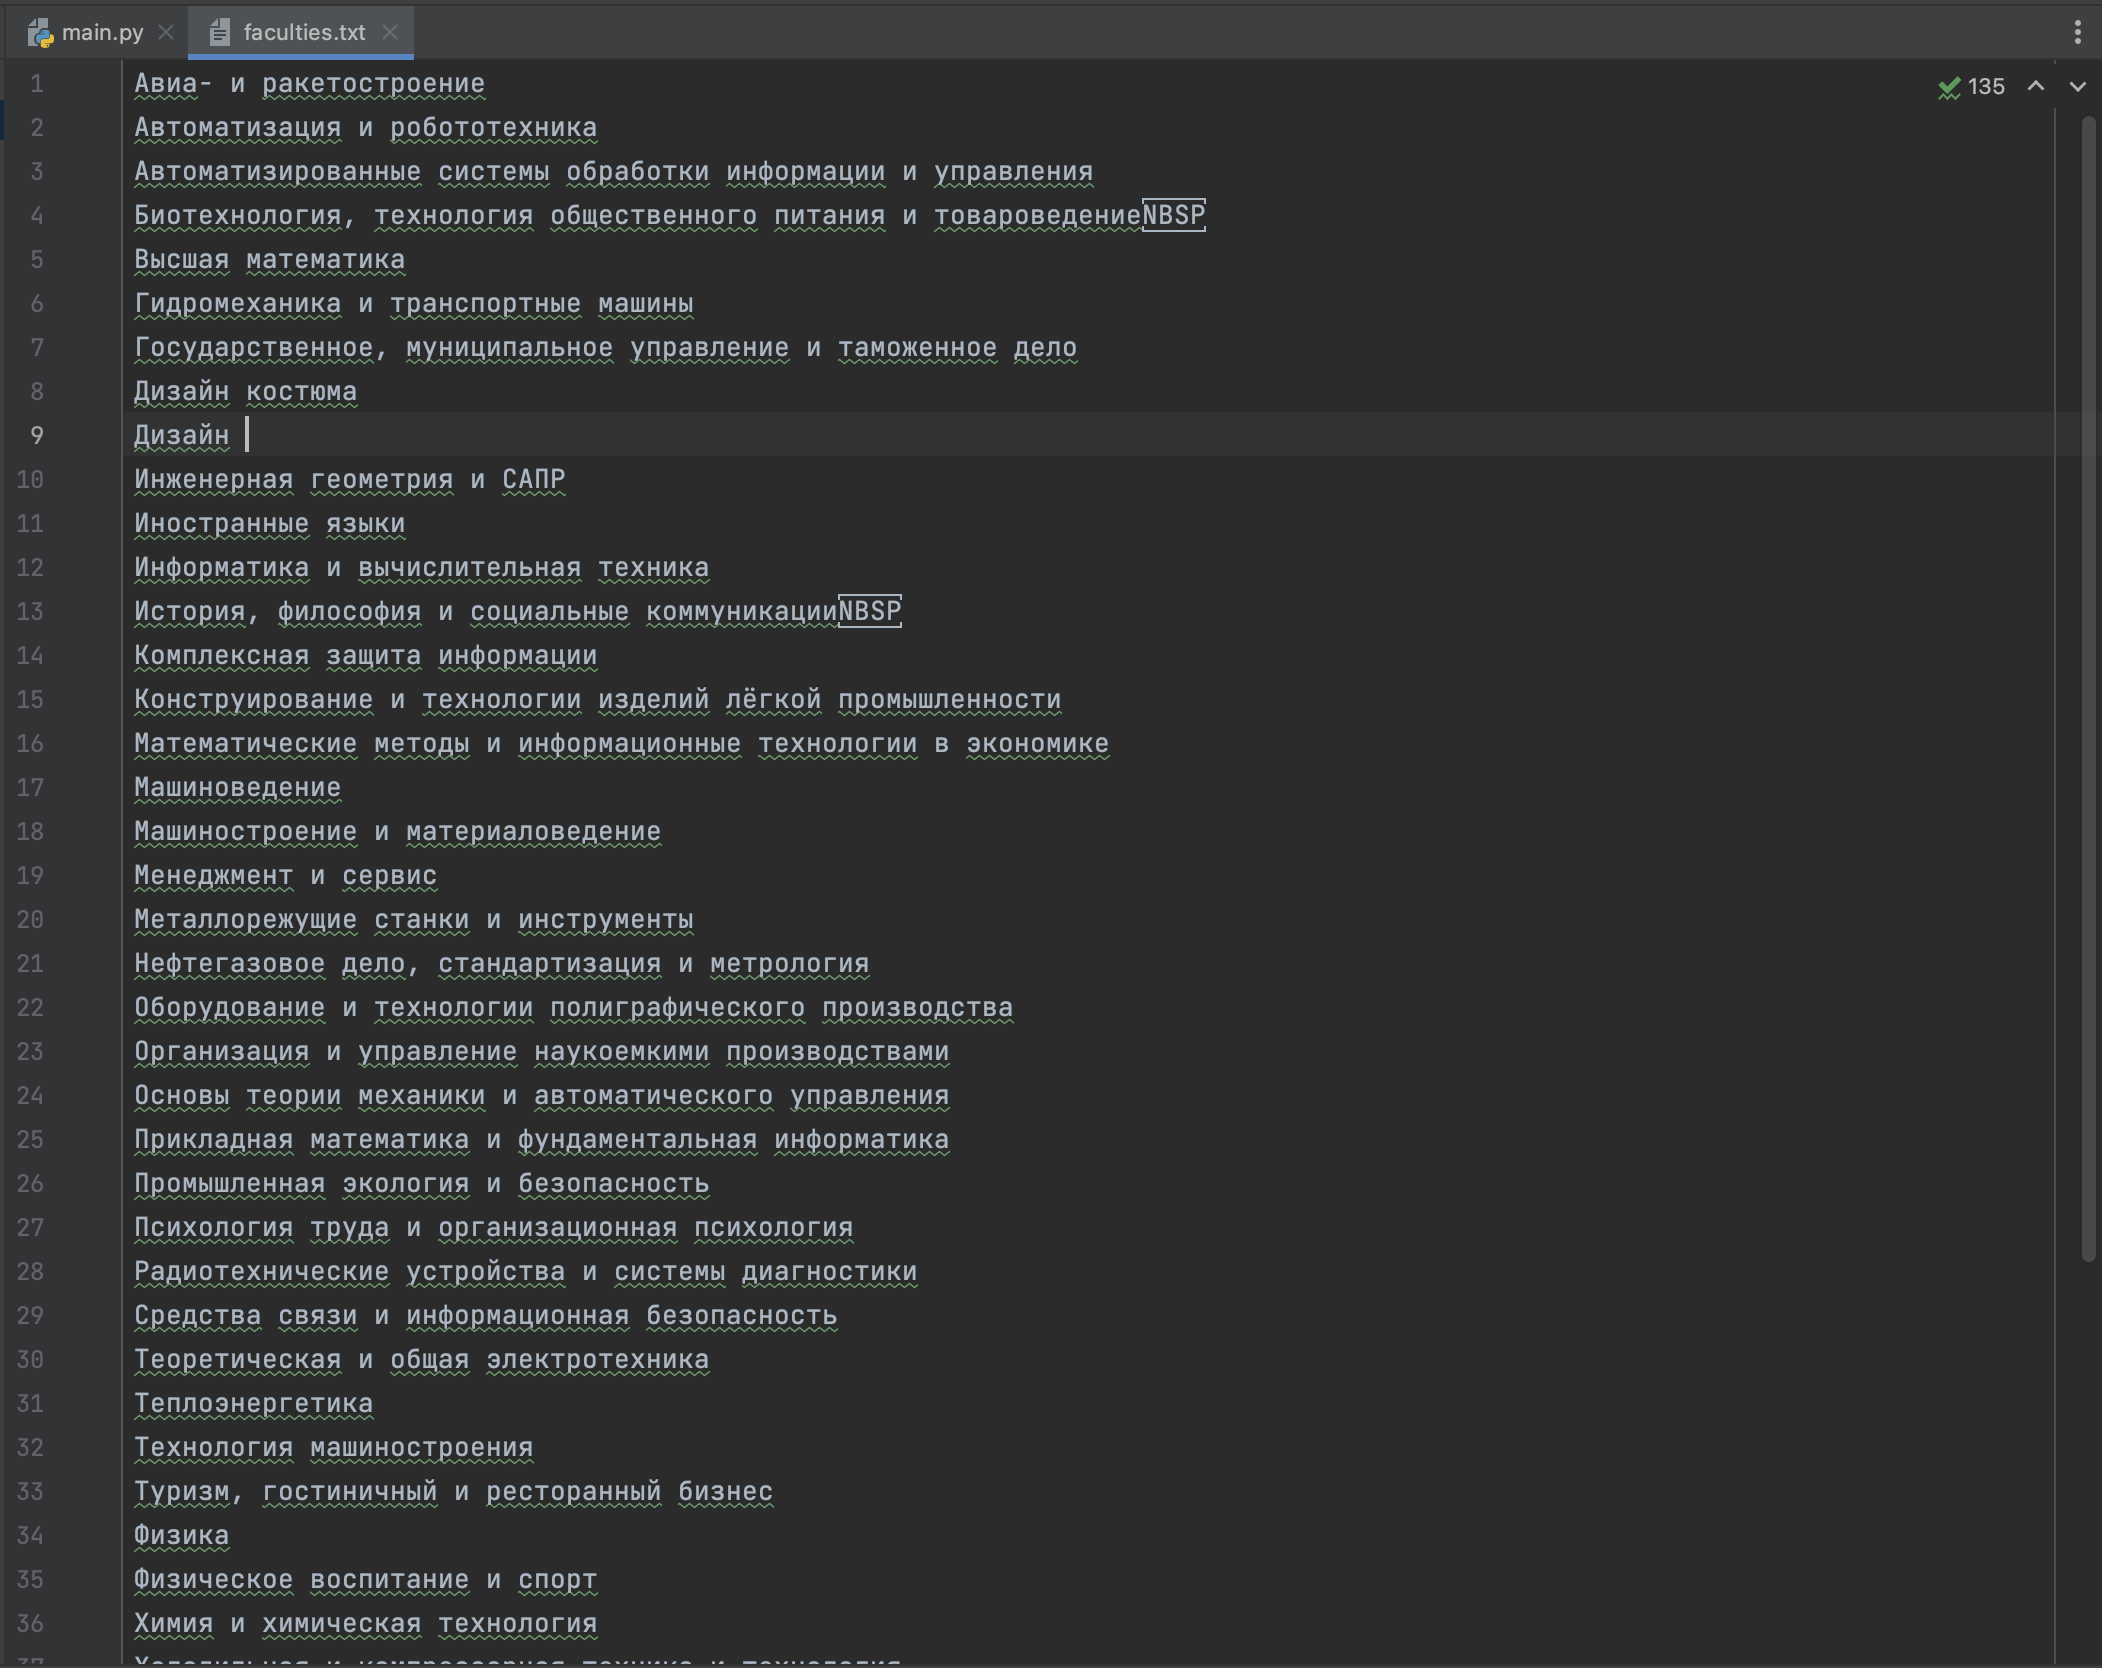 main.py
faculties.txt
135
1 Авиа- и ракетостроение
2 Автоматизация и робототехника
3 Автоматизированные системы обработки информации и управления
4 Биотехнология, технология общественного питания и товароведениеNBSP
5 Высшая математика
6 Гидромеханика и транспортные машины
7 Государственное, муниципальное управление и таможенное дело
8 Дизайн костюма
9 Дизайн
10 Инженерная геометрия и САПР
11 Иностранные языки
12 Информатика и вычислительная техника
13 История, философия и социальные коммуникацииNBSP
14 Комплексная защита информации
15 Конструирование и технологии изделий лёгкой промышленности
16 Математические методы и информационные технологии в экономике
17 Машиноведение
18 Машиностроение и материаловедение
19 Менеджмент и сервис
20 Металлорежущие станки и инструменты
21 Нефтегазовое дело, стандартизация и метрология
22 Оборудование и технологии полиграфического производства
23 Организация и управление наукоемкими производствами
24 Основы теории механики и автоматического управления
25 Прикладная математика и фундаментальная информатика
26 Промышленная экология и безопасность
27 Психология труда и организационная психология
28 Радиотехнические устройства и системы диагностики
29 Средства связи и информационная безопасность
30 Теоретическая и общая электротехника
31 Теплоэнергетика
32 Технология машиностроения
33 Туризм, гостиничный и ресторанный бизнес
34 Физика
35 Физическое воспитание и спорт
36 Химия и химическая технология
37 Холодильная и компрессорная техника и технология